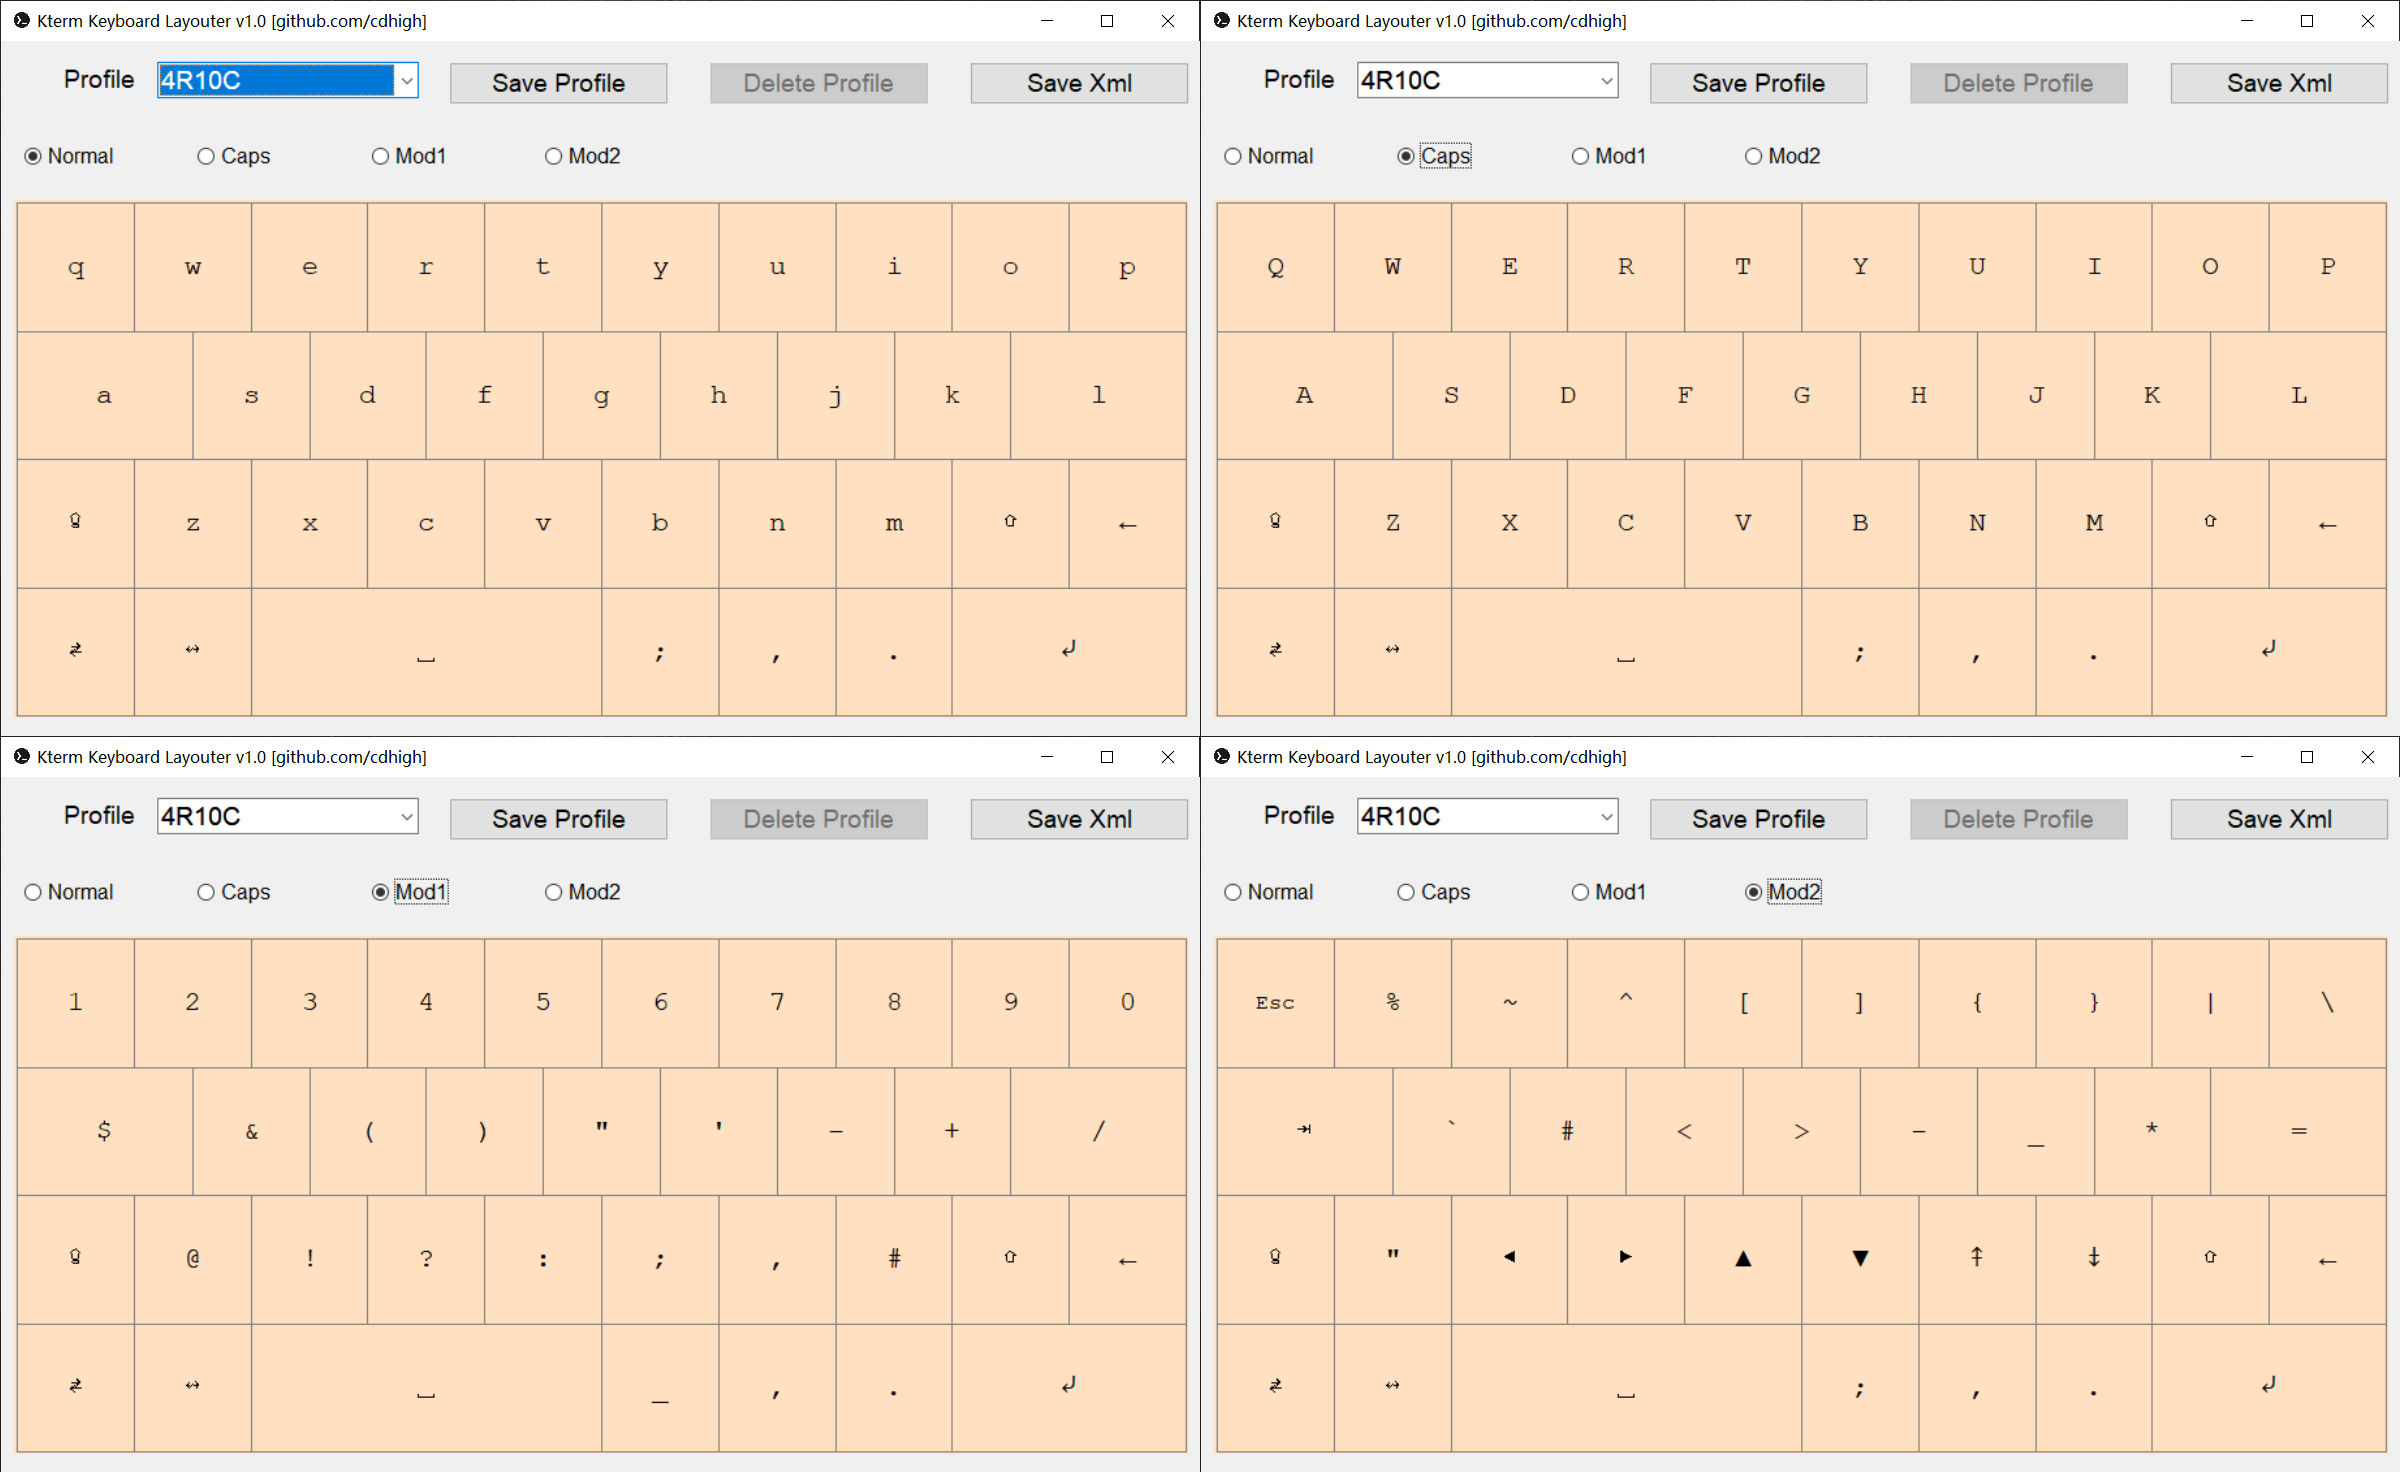 Kterm Keyboard Layouter v1.0 [github.com/cdhigh]
Profile 4R10C Save Profile Delete Profile Save Xml
Normal Caps Mod1 Mod2
q w e r t y u i o p
a s d f g h j k l
⇪ z x c v b n m ⇧ ←
⇄ ↔ ⎵ ; , . ↲
Kterm Keyboard Layouter v1.0 [github.com/cdhigh]
Profile 4R10C Save Profile Delete Profile Save Xml
Normal Caps Mod1 Mod2
Q W E R T Y U I O P
A S D F G H J K L
⇪ Z X C V B N M ⇧ ←
⇄ ↔ ⎵ ; , . ↲
Kterm Keyboard Layouter v1.0 [github.com/cdhigh]
Profile 4R10C Save Profile Delete Profile Save Xml
Normal Caps Mod1 Mod2
1 2 3 4 5 6 7 8 9 0
$ & ( ) " ' - + /
⇪ @ ! ? : ; , # ⇧ ←
⇄ ↔ ⎵ _ , . ↲
Kterm Keyboard Layouter v1.0 [github.com/cdhigh]
Profile 4R10C Save Profile Delete Profile Save Xml
Normal Caps Mod1 Mod2
Esc % ~ ^ [ ] { } | \
⇥ ` # < > - _ * =
⇪ " ◀ ▶ ▲ ▼ ↟ ↡ ⇧ ←
⇄ ↔ ⎵ ; , . ↲